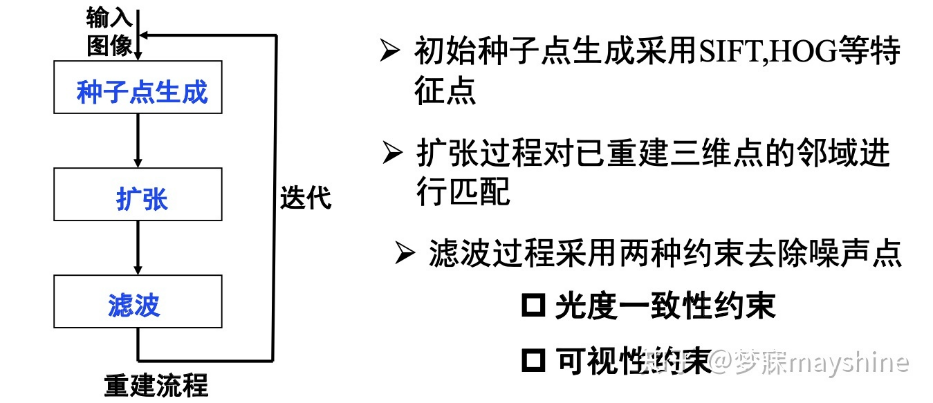 输入
图像
种子点生成
扩张
迭代
滤波
重建流程
➢ 初始种子点生成采用SIFT,HOG等特
征点
➢ 扩张过程对已重建三维点的邻域进
行匹配
➢ 滤波过程采用两种约束去除噪声点
光度一致性约束
可视性约束
知乎 @梦寐mayshine